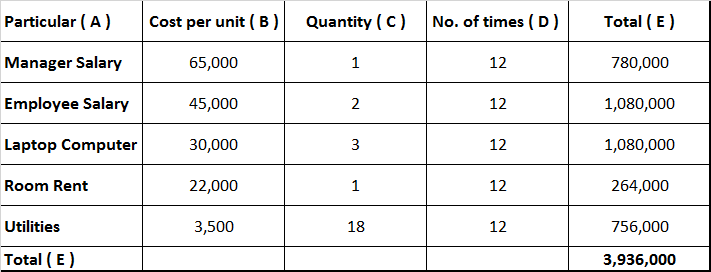 Particular ( A ) Cost per unit ( B ) Quantity ( C ) No. of times ( D ) Total ( E )
Manager Salary 65,000 1 12 780,000
Employee Salary 45,000 2 12 1,080,000
Laptop Computer 30,000 3 12 1,080,000
Room Rent 22,000 1 12 264,000
Utilities 3,500 18 12 756,000
Total ( E ) 3,936,000